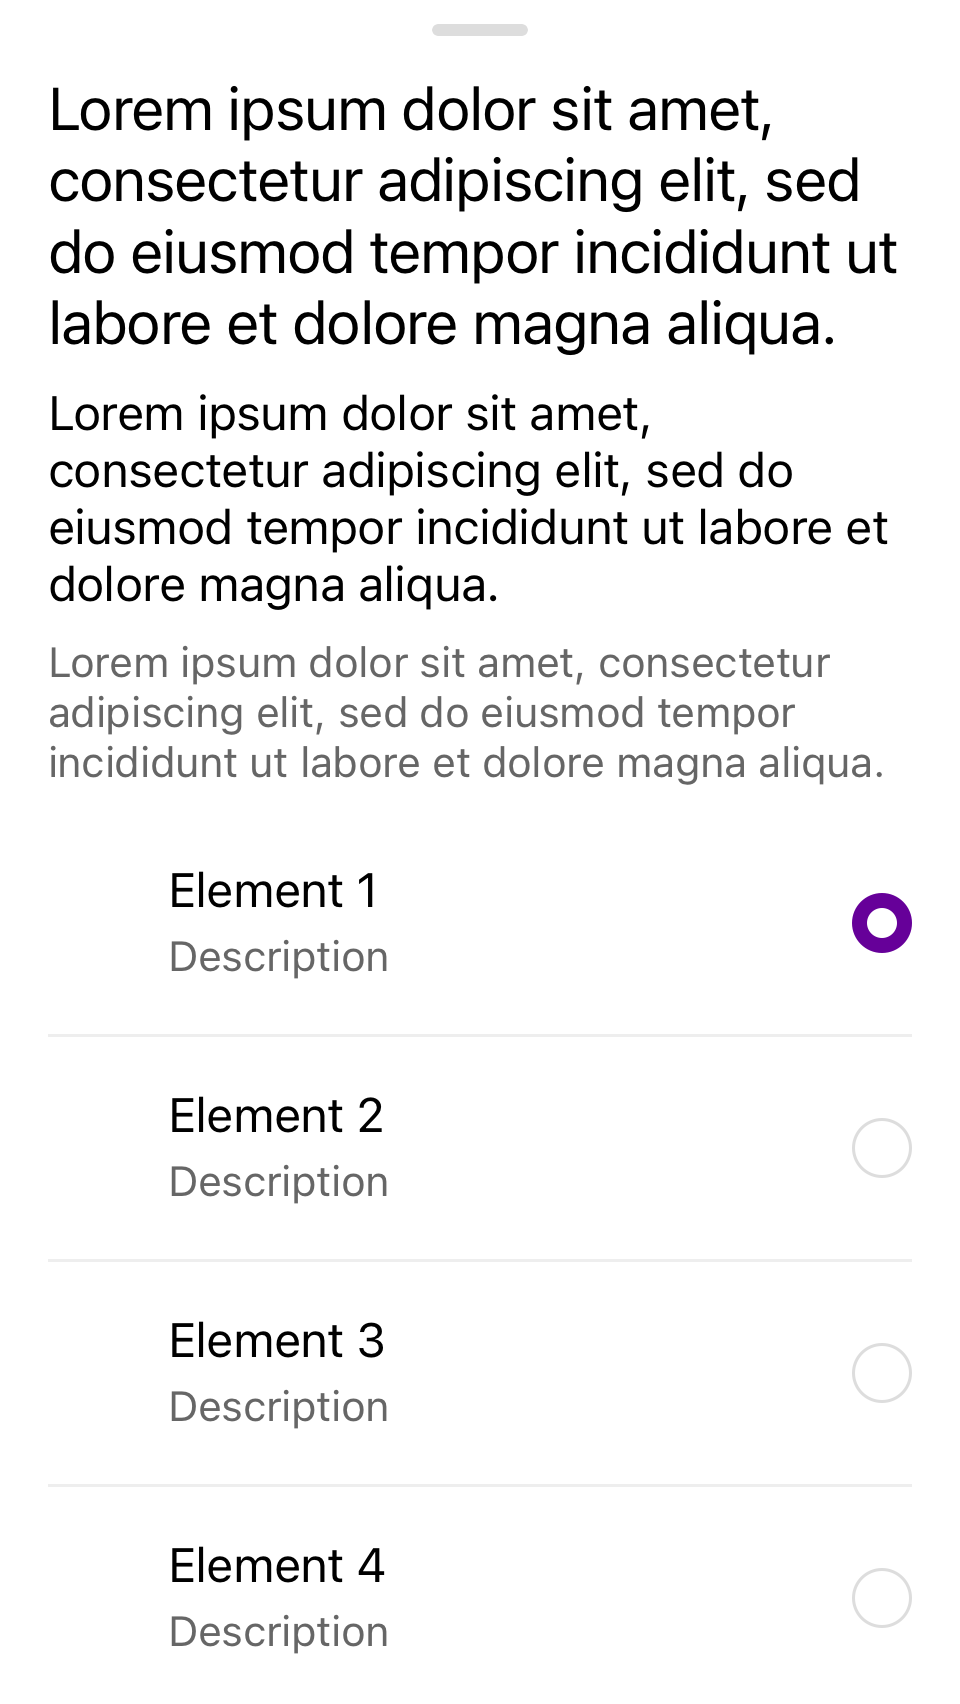 Lorem ipsum dolor sit amet,
consectetur adipiscing elit, sed
do eiusmod tempor incididunt ut
labore et dolore magna aliqua.
Lorem ipsum dolor sit amet,
consectetur adipiscing elit, sed do
eiusmod tempor incididunt ut labore et
dolore magna aliqua.
Lorem ipsum dolor sit amet, consectetur
adipiscing elit, sed do eiusmod tempor
incididunt ut labore et dolore magna aliqua.
Element 1
Description
Element 2
Description
Element 3
Description
Element 4
Description